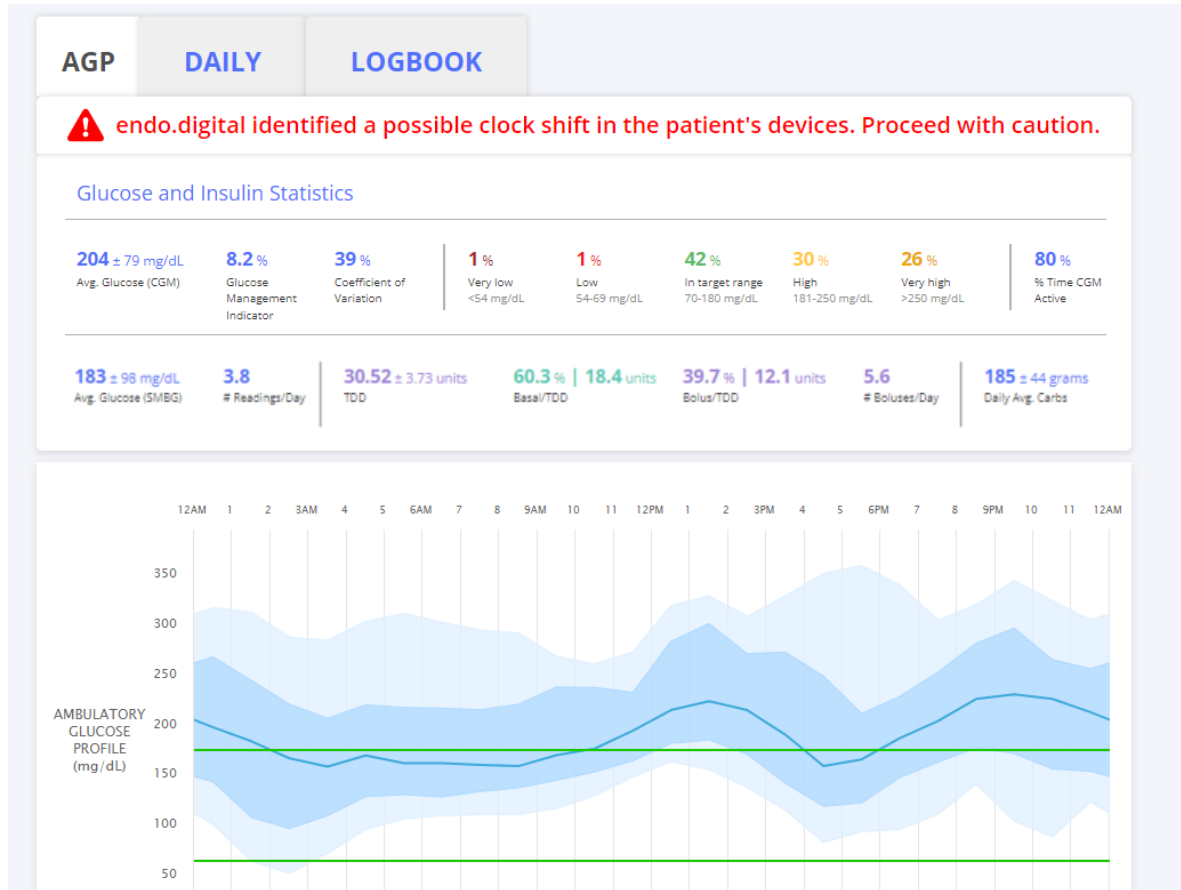 AGP DAILY LOGBOOK
endo.digital identified a possible clock shift in the patient's devices. Proceed with caution.
Glucose and Insulin Statistics
204 ± 79 mg/dL
Avg. Glucose (CGM)
8.2 %
Glucose
Management
Indicator
39 %
Coefficient of
Variation
1 %
Very low
<54 mg/dL
1 %
Low
54-69 mg/dL
42 %
In target range
70-180 mg/dL
30 %
High
181-250 mg/dL
26 %
Very high
>250 mg/dL
80 %
% Time CGM
Active
183 ± 98 mg/dL
Avg. Glucose (SMBG)
3.8
# Readings/Day
30.52 ± 3.73 units
TDD
60.3 % | 18.4 units
Basal/TDD
39.7 % | 12.1 units
Bolus/TDD
5.6
# Boluses/Day
185 ± 44 grams
Daily Avg. Carbs
12AM 1 2 3AM 4 5 6AM 7 8 9AM 10 11 12PM 1 2 3PM 4 5 6PM 7 8 9PM 10 11 12AM
350
300
250
200
150
100
50
AMBULATORY
GLUCOSE
PROFILE
(mg/dL)